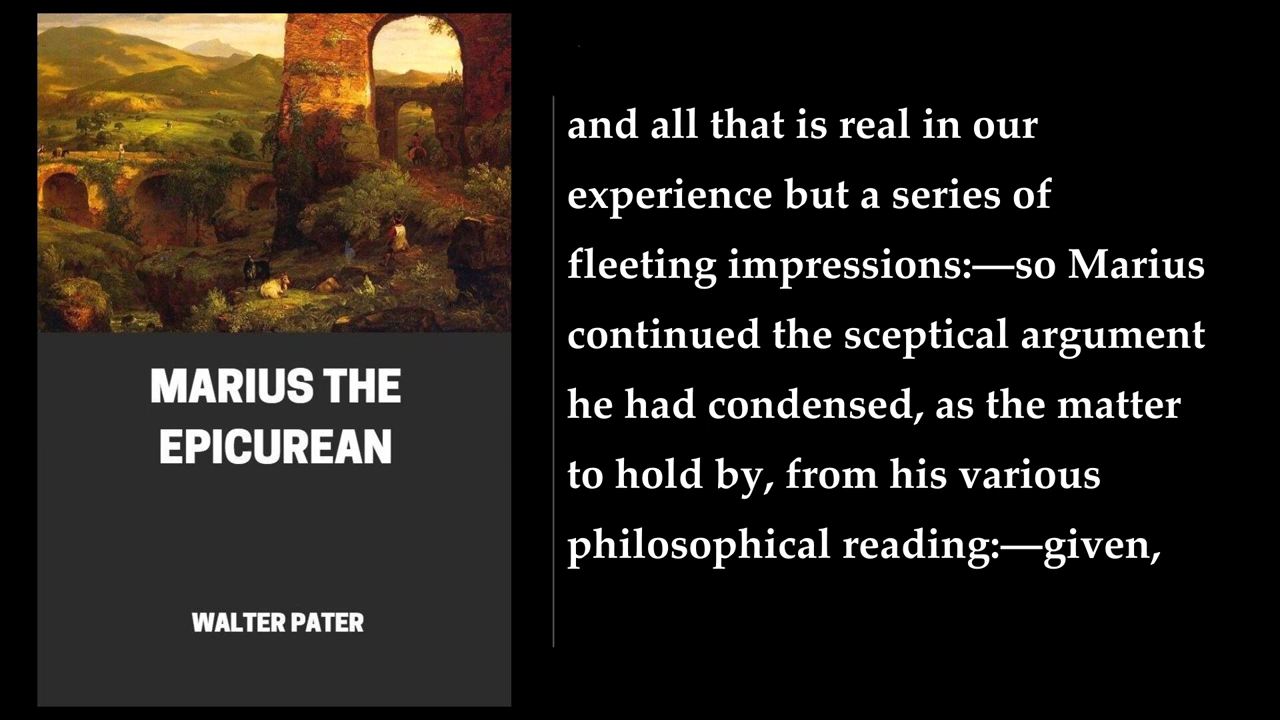 MARIUS THE
EPICUREAN
WALTER PATER
and all that is real in our
experience but a series of
fleeting impressions:—so Marius
continued the sceptical argument
he had condensed, as the matter
to hold by, from his various
philosophical reading:—given,